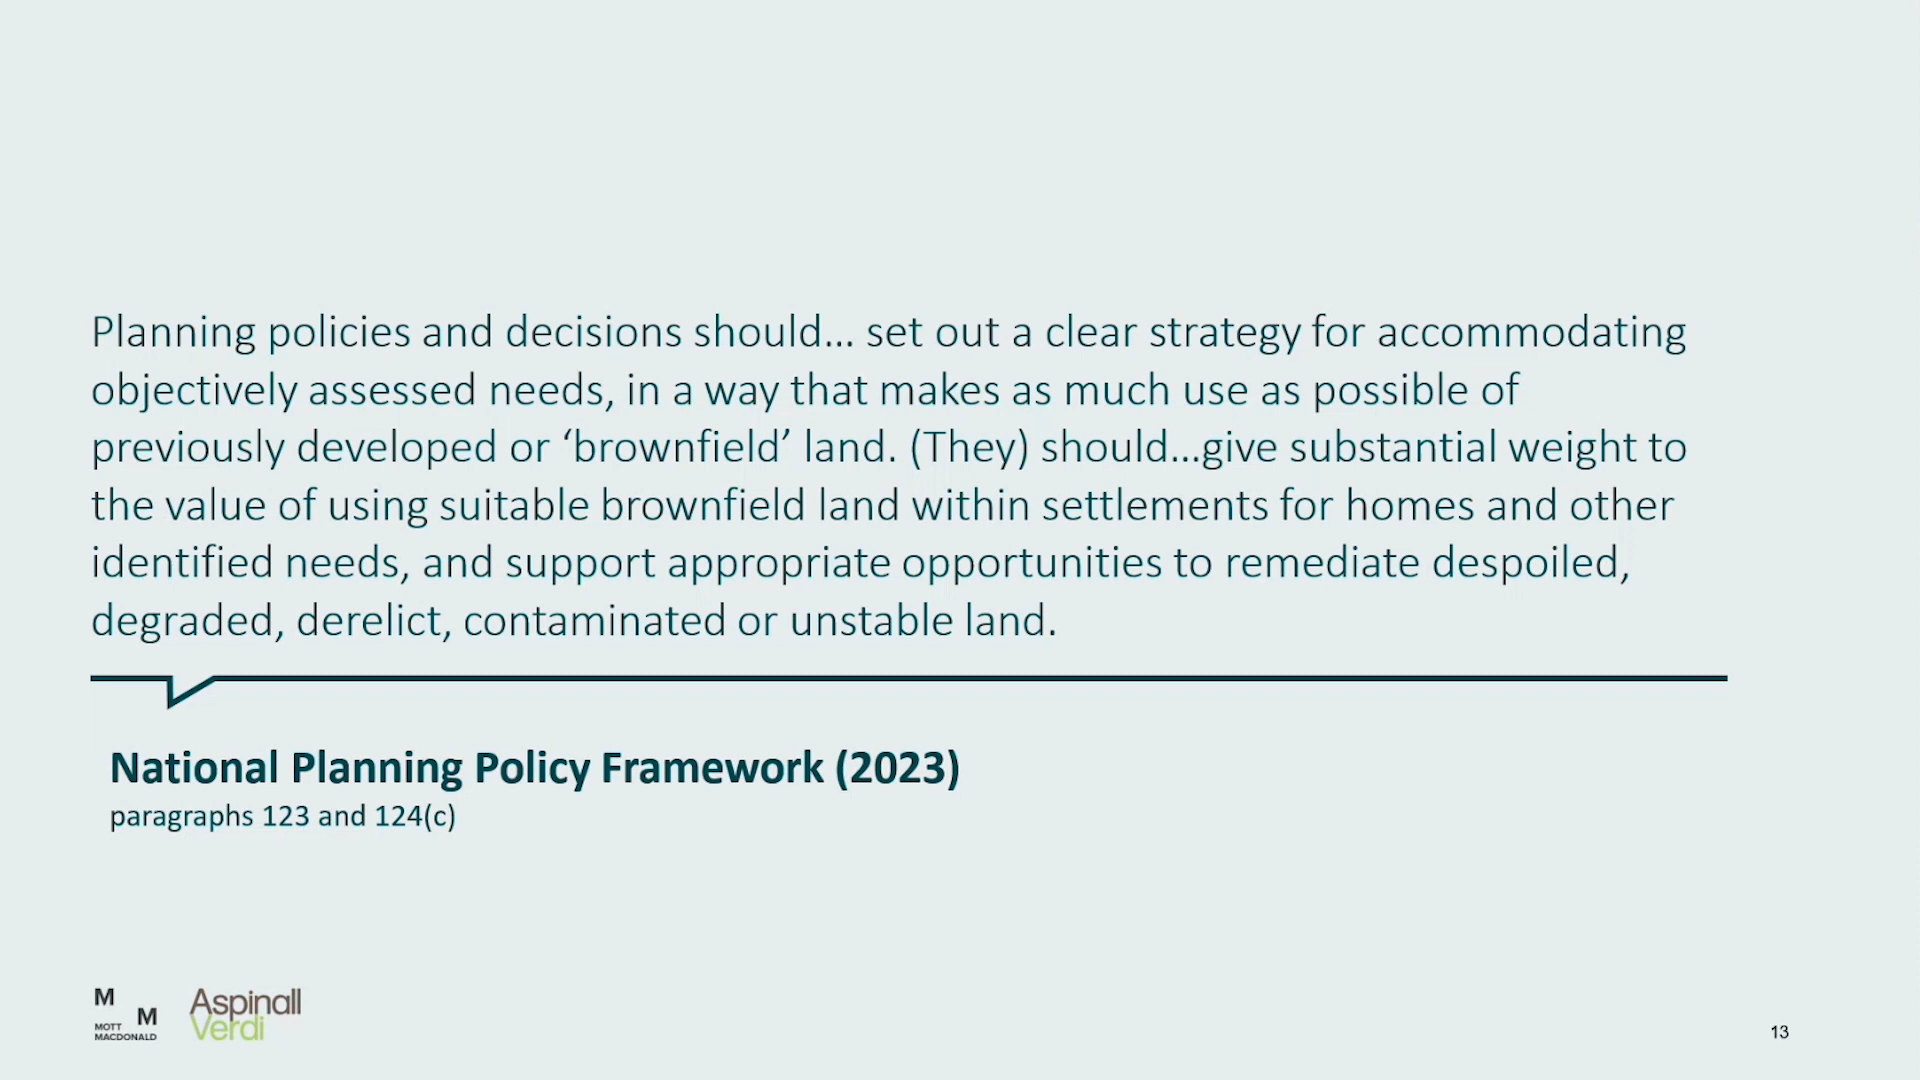 Planning policies and decisions should... set out a clear strategy for accommodating
objectively assessed needs, in a way that makes as much use as possible of
previously developed or ‘brownfield’ land. (They) should...give substantial weight to
the value of using suitable brownfield land within settlements for homes and other
identified needs, and support appropriate opportunities to remediate despoiled,
degraded, derelict, contaminated or unstable land.
National Planning Policy Framework (2023)
paragraphs 123 and 124(c)
M
M
MOTT
MACDONALD
Aspinall
Verdi
13